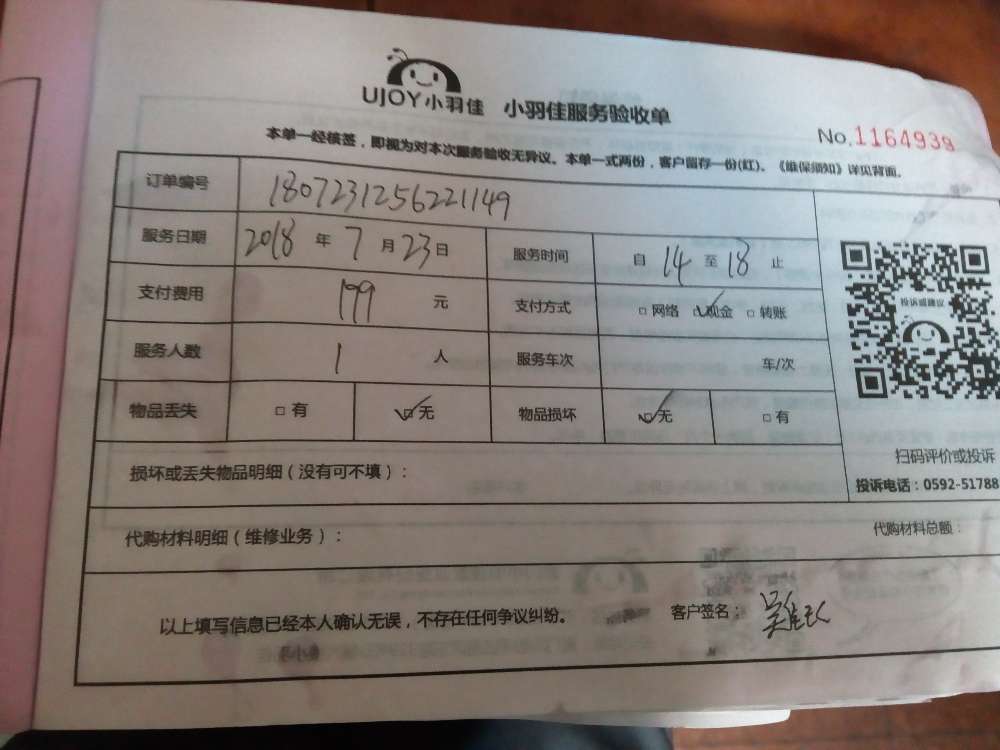 UJOY小羽佳 小羽佳服务验收单
No.1164939
本单一经核签，即视为对本次服务验收无异议。本单一式两份，客户留存一份(红)。《维保须知》详见背面。
订单编号 1807231256221149
服务日期 2018 年 7 月 23 日 服务时间 自 14 至 18 止
支付费用 199 元 支付方式 □网络 ☑现金 □转账
投诉或建议
服务人数 1 人 服务车次 车/次
物品丢失 □有 ☑无 物品损坏 ☑无 □有
扫码评价或投诉
损坏或丢失物品明细（没有可不填）：
投诉电话：0592-51788
代购材料明细（维修业务）： 代购材料总额：
以上填写信息已经本人确认无误，不存在任何争议纠纷。 客户签名：吴